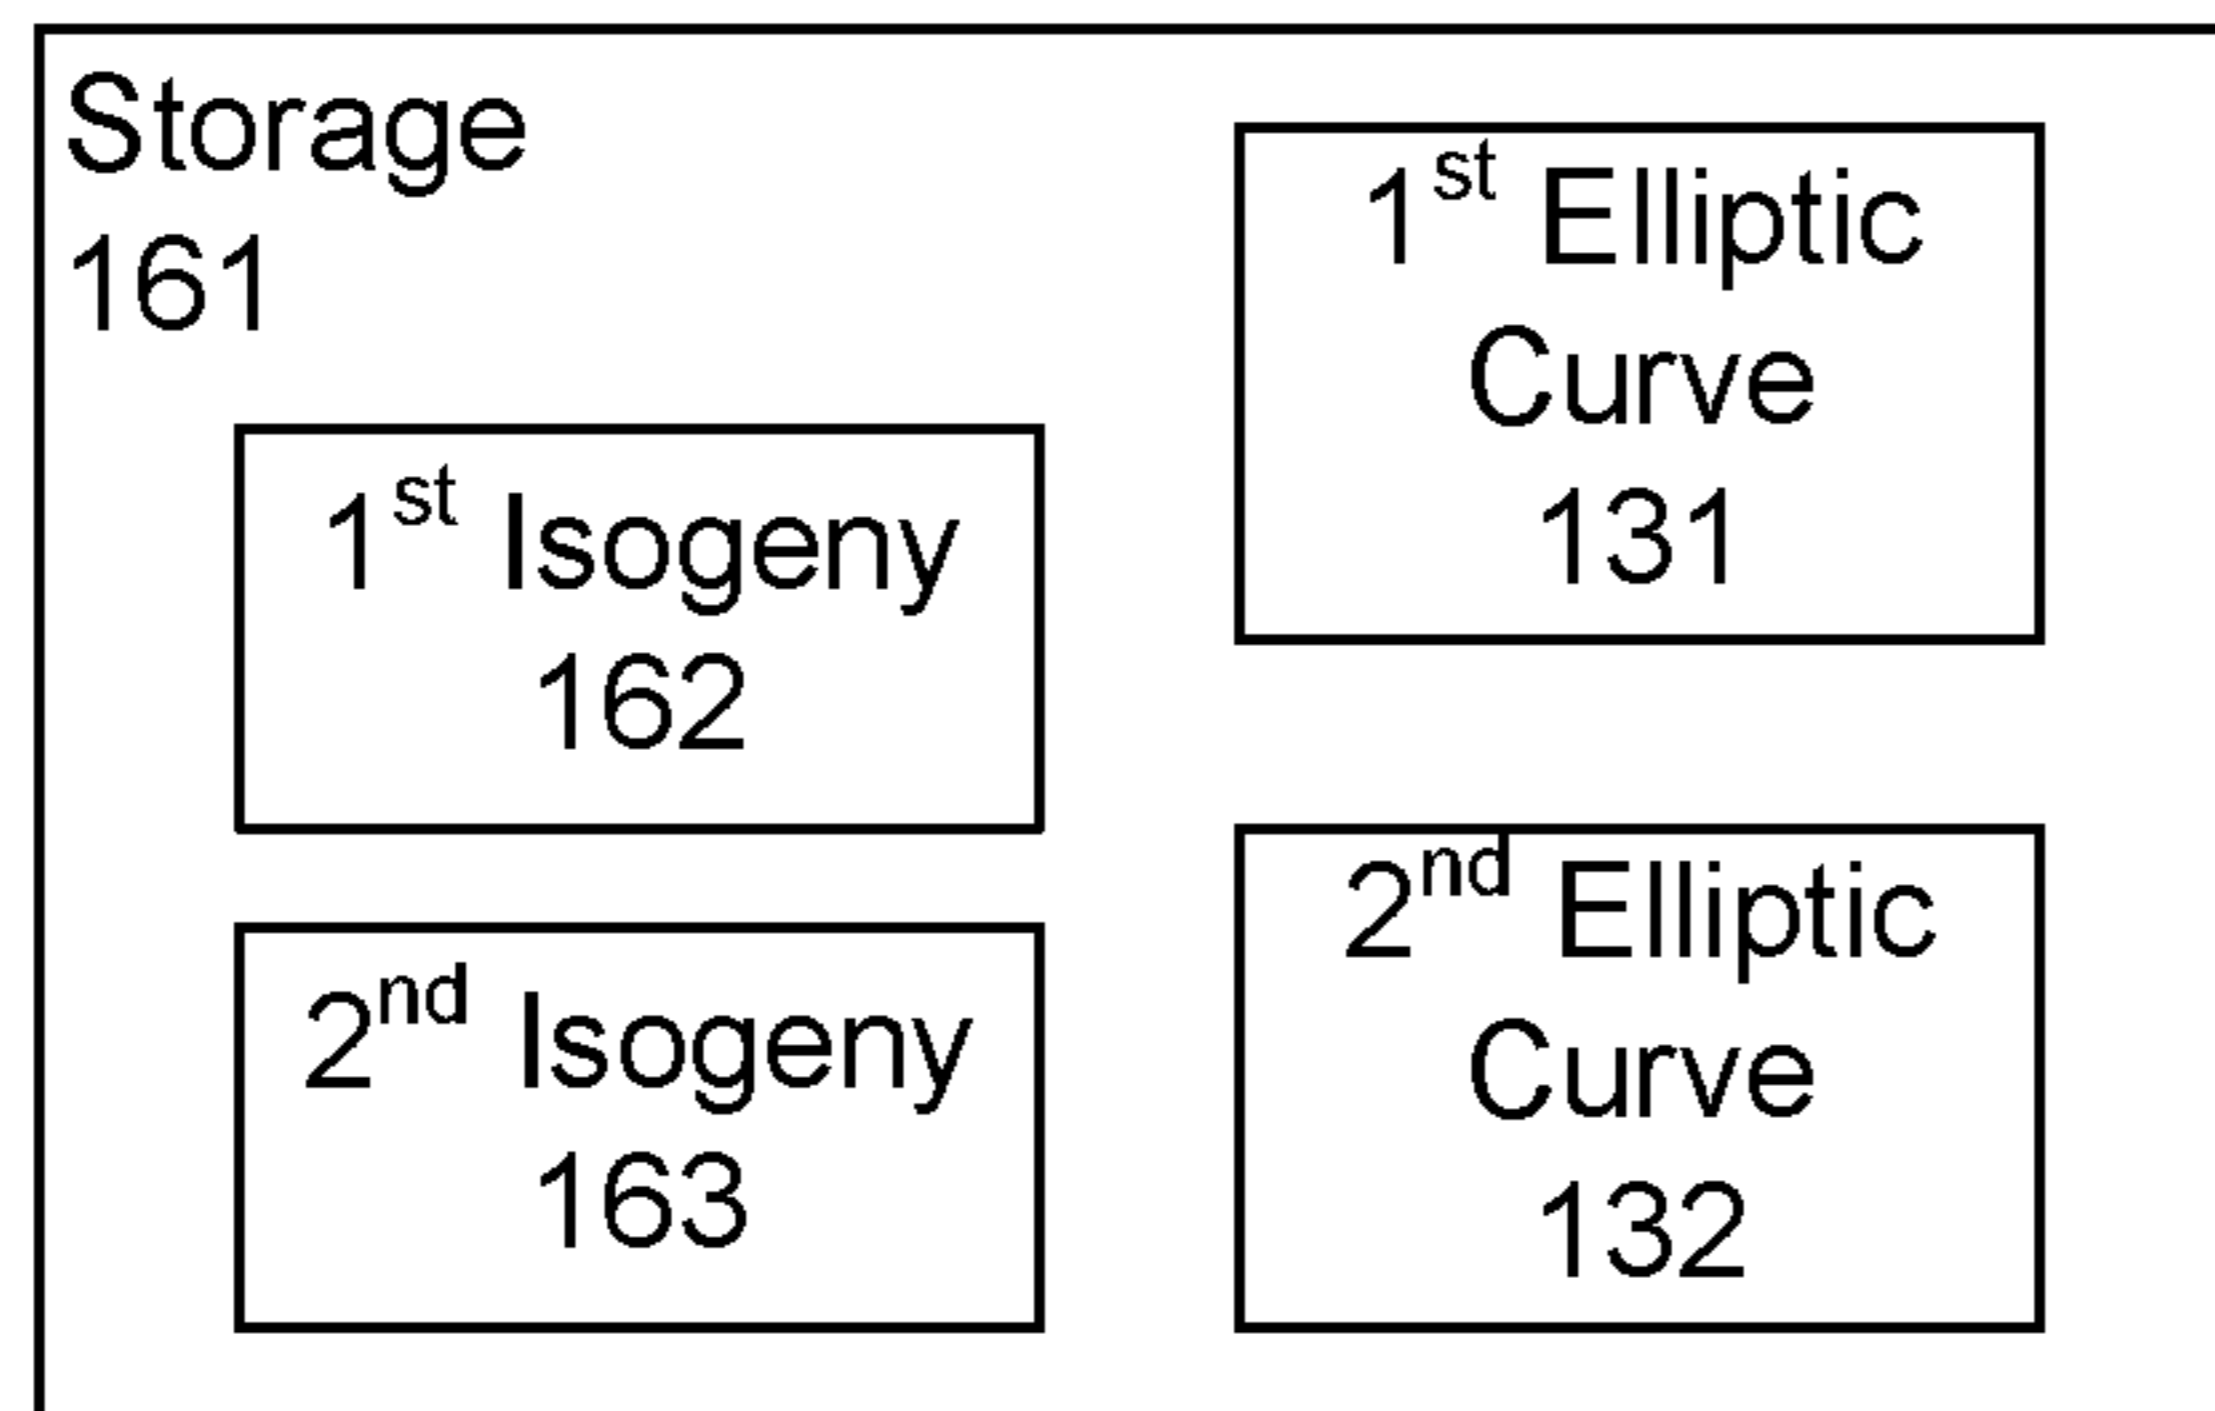 Storage
161
1st Isogeny
162
2nd Isogeny
163
1st Elliptic
Curve
131
2nd Elliptic
Curve
132